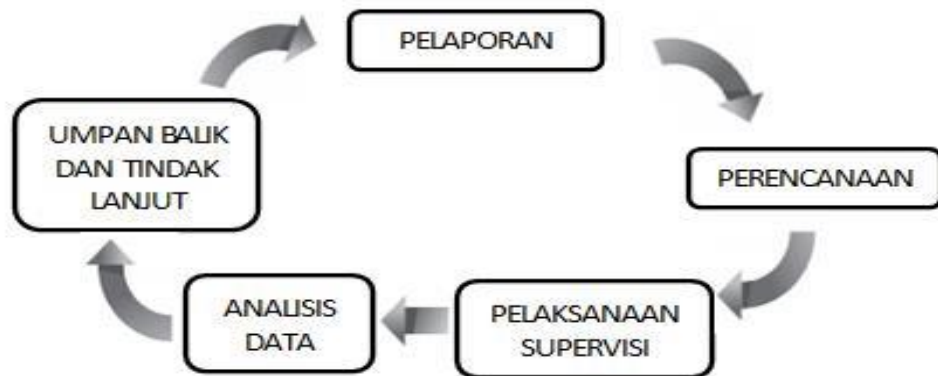 PELAPORAN
UMPAN BALIK
DAN TINDAK
LANJUT
PERENCANAAN
ANALISIS
DATA
PELAKSANAAN
SUPERVISI